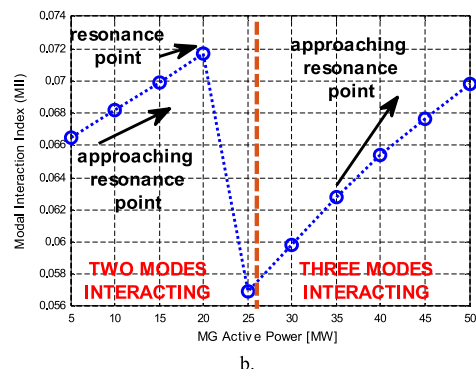 0,074
0,072
0,07
0,068
0,066
0,064
0,062
0,06
0,058
0,056
Modal Interaction Index (MII)
resonance
point
approaching
resonance
point
approaching
resonance
point
TWO MODES
INTERACTING
THREE MODES
INTERACTING
5 10 15 20 25 30 35 40 45 50
MG Active Power [MW]
b.